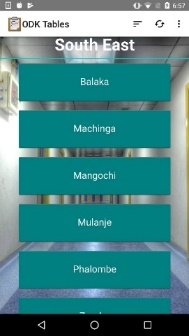 6:57
ODK Tables
South East
Balaka
Machinga
Mangochi
Mulanje
Phalombe